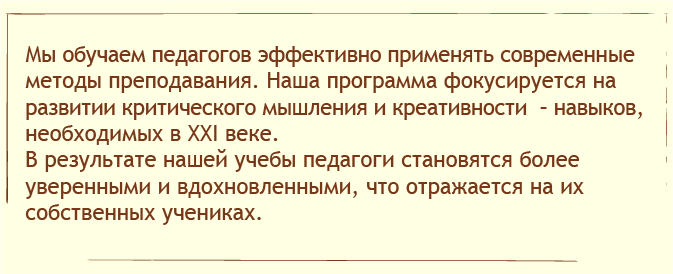 Мы обучаем педагогов эффективно применять современные
методы преподавания. Наша программа фокусируется на
развитии критического мышления и креативности  – навыков,
необходимых в XXI веке.
В результате нашей учебы педагоги становятся более
уверенными и вдохновленными, что отражается на их
собственных учениках.